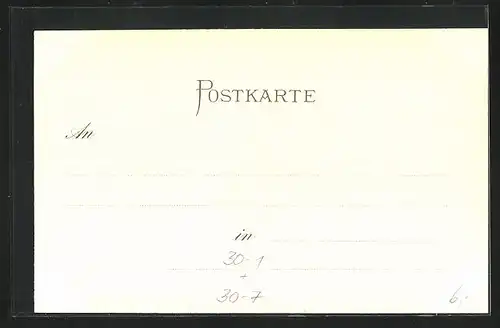 POSTKARTE
An
in
30-1
+
30-7
6.-